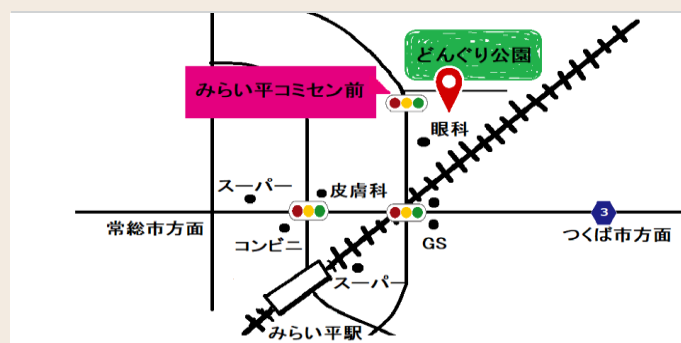 どんぐり公園
みらい平コミセン前
眼科
スーパー
皮膚科
3
常総市方面
コンビニ
GS
つくば市方面
スーパー
みらい平駅